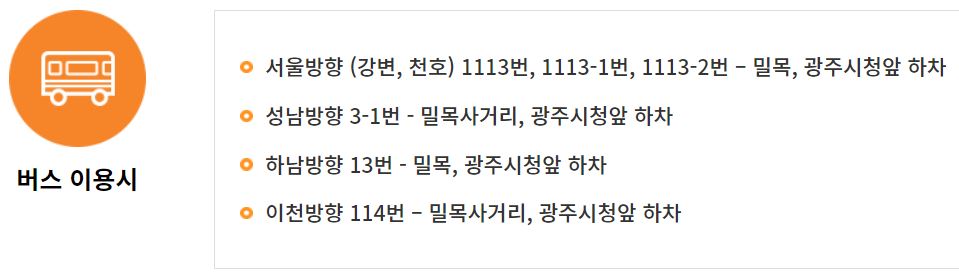 버스 이용시
서울방향 (강변, 천호) 1113번, 1113-1번, 1113-2번 – 밀목, 광주시청앞 하차
성남방향 3-1번 - 밀목사거리, 광주시청앞 하차
하남방향 13번 - 밀목, 광주시청앞 하차
이천방향 114번 – 밀목사거리, 광주시청앞 하차